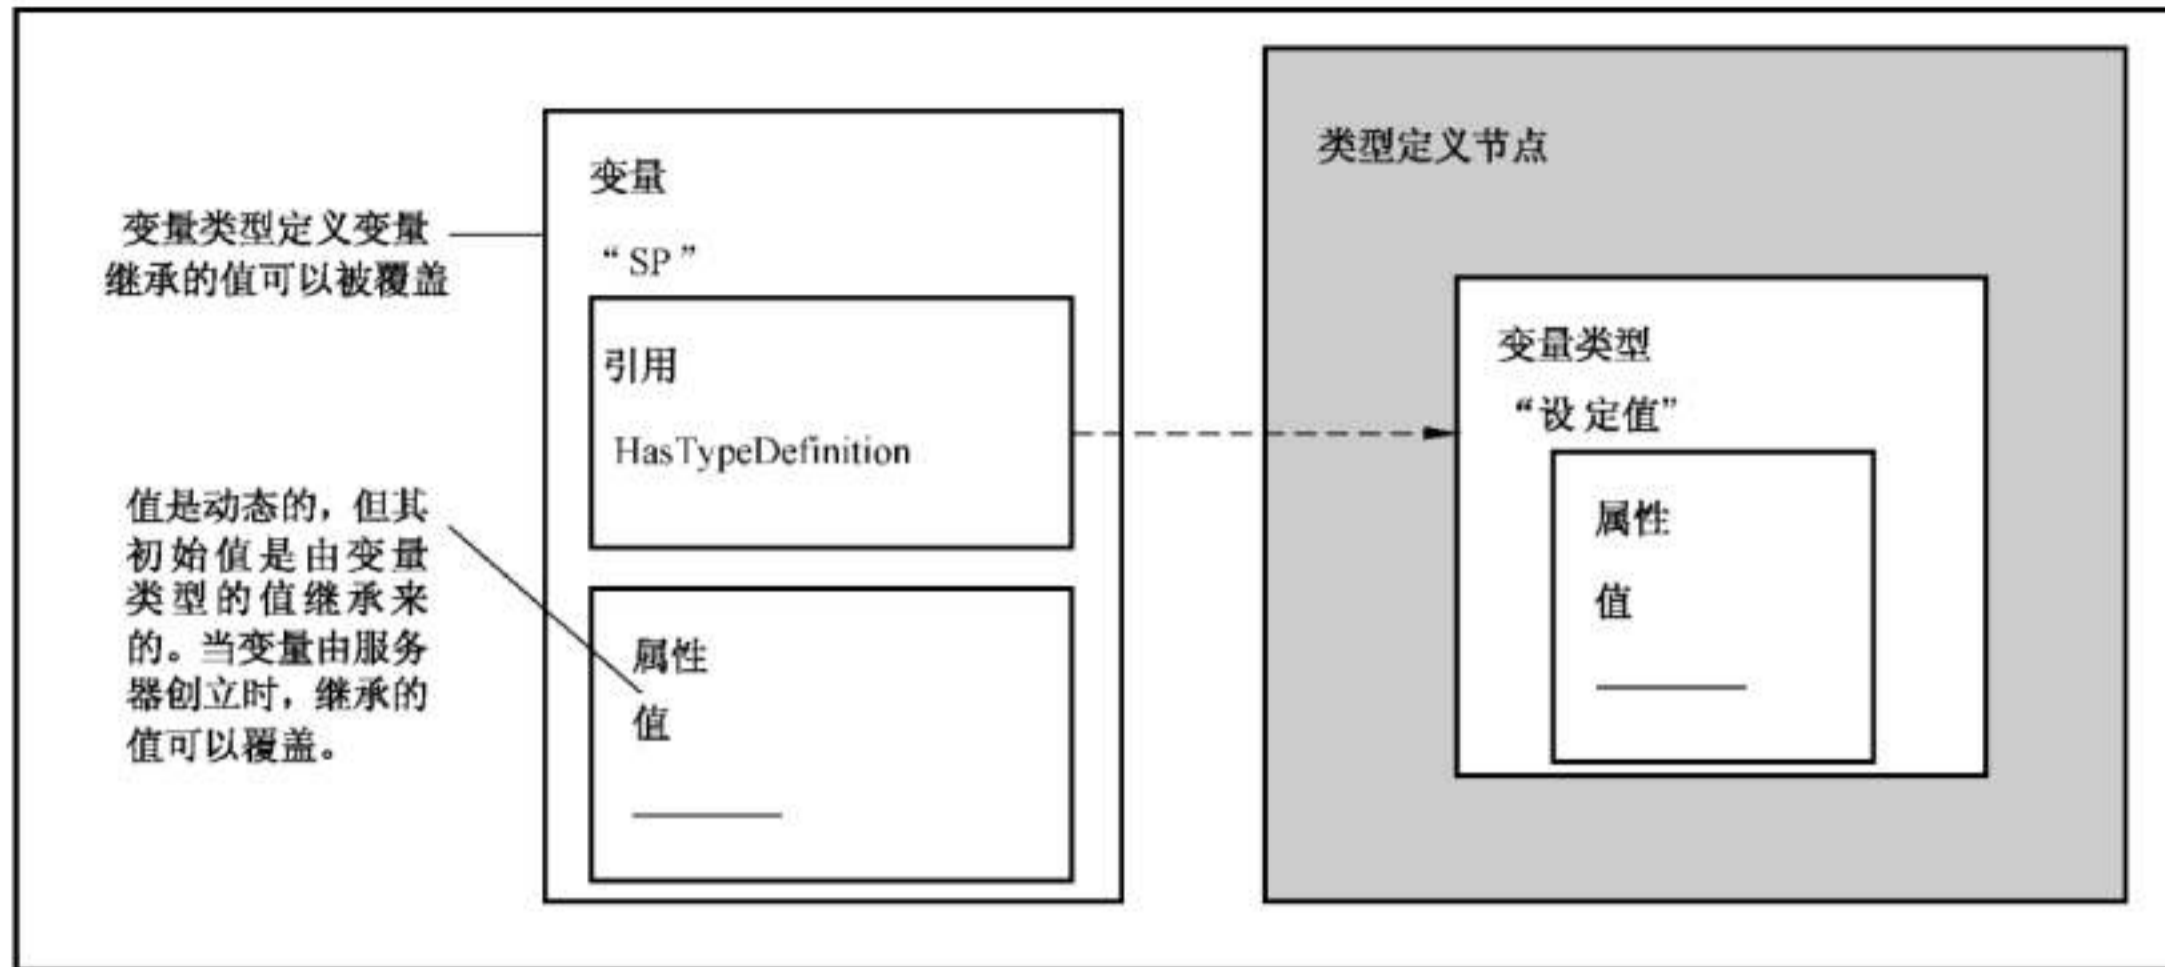 变量类型定义变量
继承的值可以被覆盖
值是动态的，但其
初始值是由变量
类型的值继承来
的。当变量由服务
器创立时，继承的
值可以覆盖。
变量
“SP”
引用
HasTypeDefinition
属性
值
类型定义节点
变量类型
“设定值”
属性
值